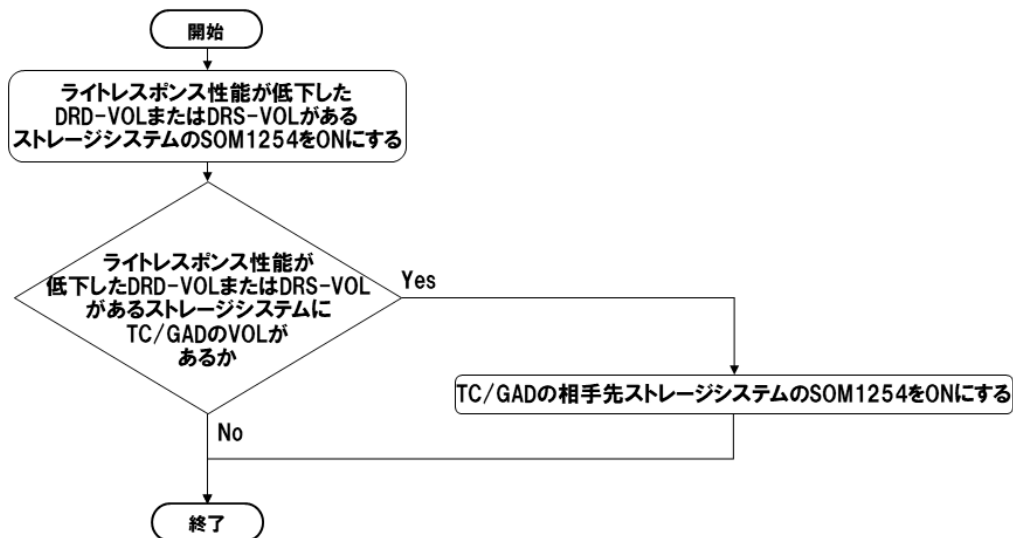 開始
ライトレスポンス性能が低下した
DRD-VOLまたはDRS-VOLがある
ストレージシステムのSOM1254をONにする
ライトレスポンス性能が
低下したDRD-VOLまたはDRS-VOL
があるストレージシステムに
TC/GADのVOLが
あるか
Yes
TC/GADの相手先ストレージシステムのSOM1254をONにする
No
終了